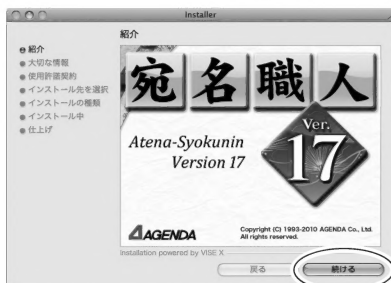 Installer
紹介
紹介
大切な情報
使用許諾契約
インストール先を選択
インストールの種類
インストール中
仕上げ
宛名職人
Atena-Syokunin
Version 17
Ver.
17
AGENDA
Copyright (C) 1993-2010 AGENDA Co., Ltd.
All rights reserved.
Installation powered by VISE X
戻る
続ける